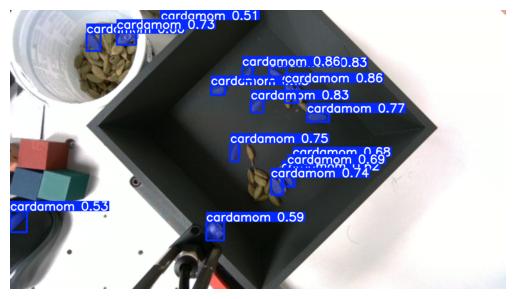 cardamom 0.51
cardamom 0.73
cardamom 0.86
0.83
cardamom 0.86
cardamom 0.83
cardamom 0.77
cardamom 0.75
cardamom 0.68
cardamom 0.69
cardamom 0.74
cardamom 0.53
cardamom 0.59